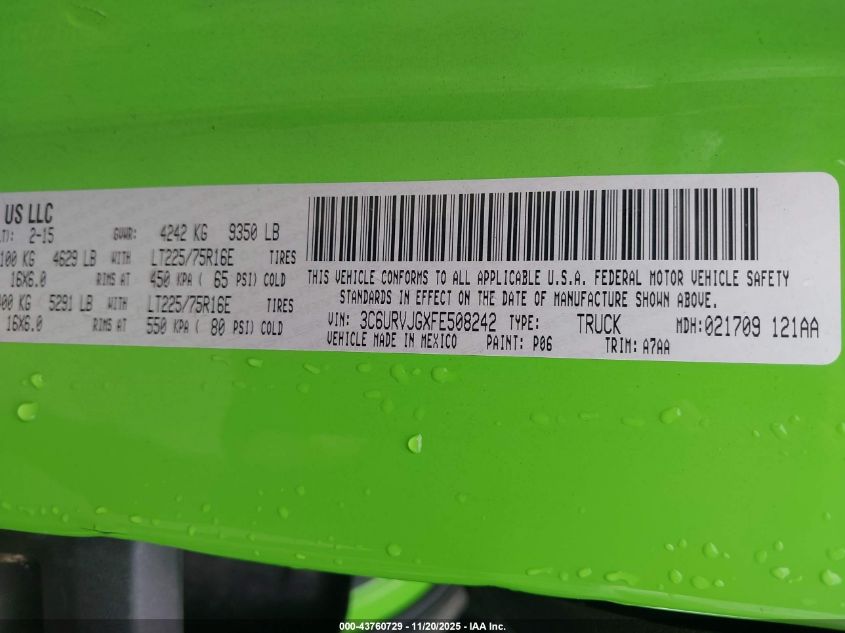 US LLC
LT): 2-15 GVWR: 4242 KG 9350 LB
100 KG 4629 LB WITH LT225/75R16E TIRES
16X6.0 RIMS AT 450 KPA ( 65 PSI) COLD
00 KG 5291 LB WITH LT225/75R16E TIRES
16X6.0 RIMS AT 550 KPA ( 80 PSI) COLD
THIS VEHICLE CONFORMS TO ALL APPLICABLE U.S.A. FEDERAL MOTOR VEHICLE SAFETY
STANDARDS IN EFFECT ON THE DATE OF MANUFACTURE SHOWN ABOVE.
VIN: 3C6URVJGXFE508242 TYPE: TRUCK MDH:021709 121AA
VEHICLE MADE IN MEXICO PAINT: P06 TRIM: A7AA
000-43760729 - 11/20/2025 - IAA Inc.